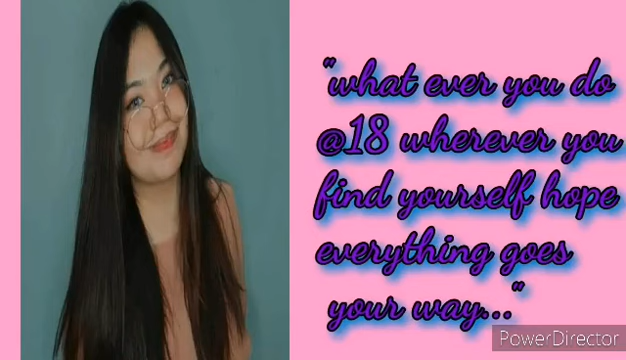 "what ever you do
@18 wherever you
find yourself hope
everything goes
your way..."
PowerDirector